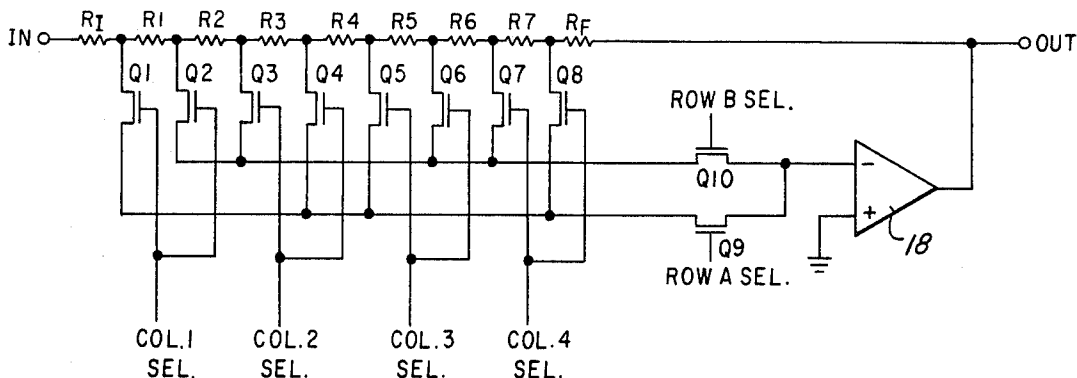 IN RI R1 R2 R3 R4 R5 R6 R7 RF OUT
Q1 Q2 Q3 Q4 Q5 Q6 Q7 Q8
ROW B SEL.
Q10
−
+
18
Q9
ROW A SEL.
COL.1 COL.2 COL.3 COL.4
SEL. SEL. SEL. SEL.